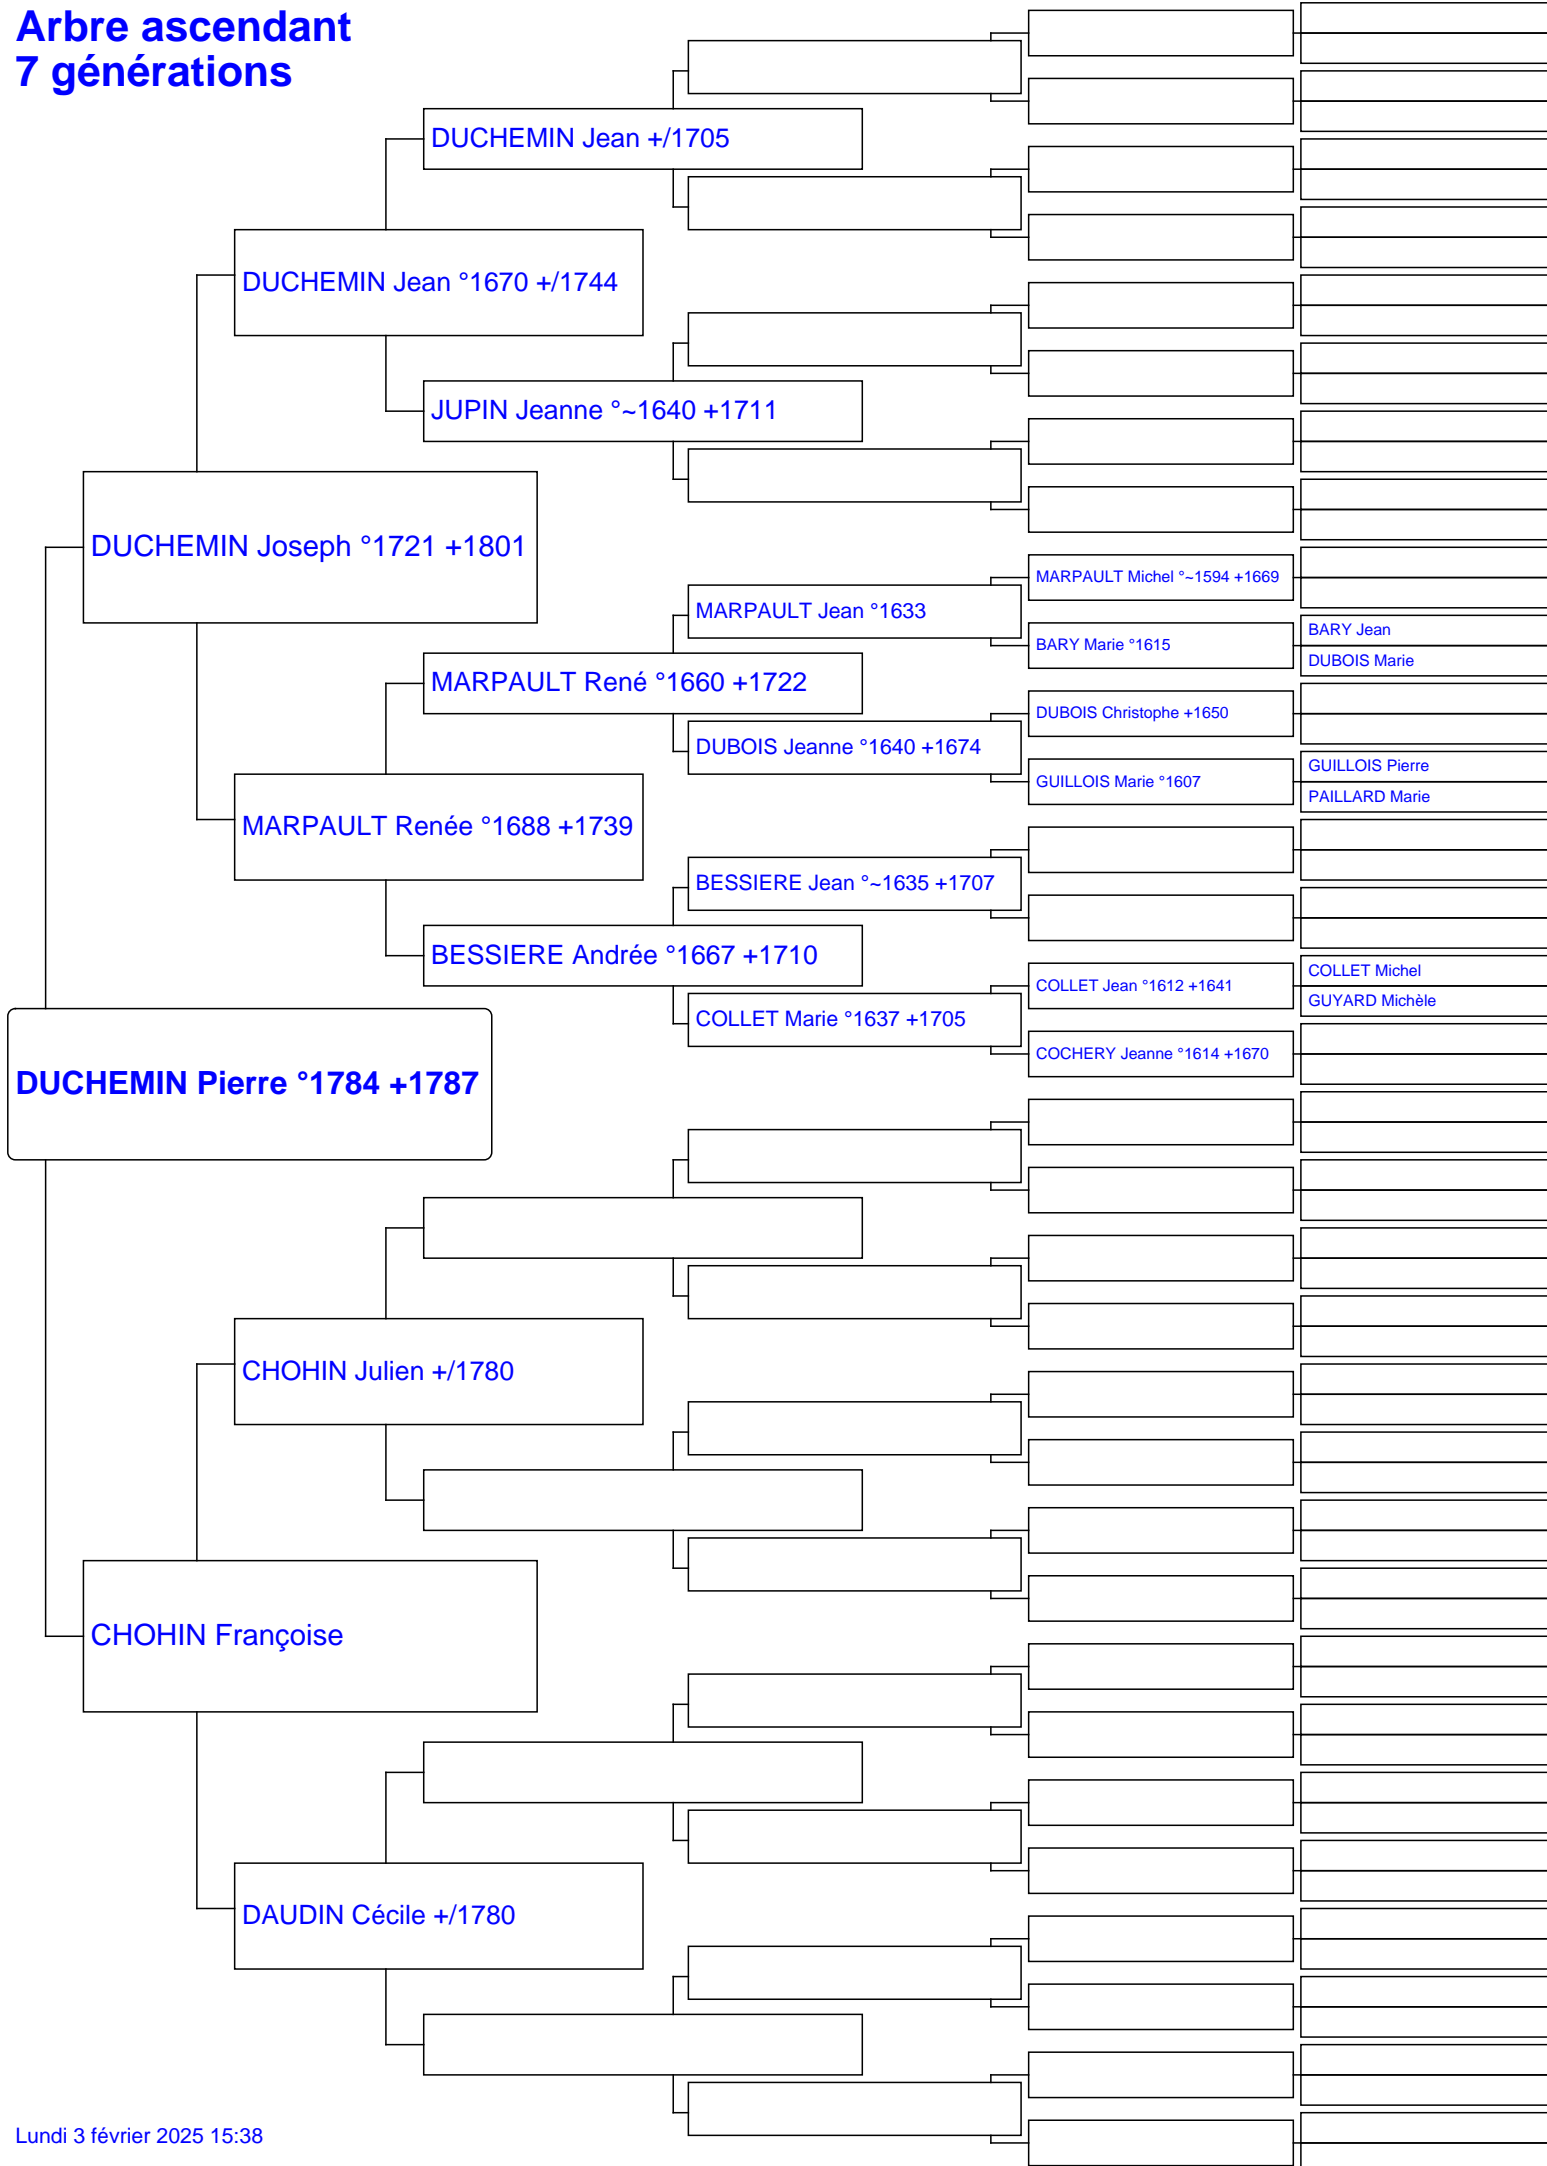 Arbre ascendant
7 générations
DUCHEMIN Jean +/1705
DUCHEMIN Jean °1670 +/1744
JUPIN Jeanne °~1640 +1711
DUCHEMIN Joseph °1721 +1801
MARPAULT Michel °~1594 +1669
MARPAULT Jean °1633
BARY Jean
BARY Marie °1615
DUBOIS Marie
MARPAULT René °1660 +1722
DUBOIS Christophe +1650
DUBOIS Jeanne °1640 +1674
GUILLOIS Pierre
GUILLOIS Marie °1607
PAILLARD Marie
MARPAULT Renée °1688 +1739
BESSIERE Jean °~1635 +1707
BESSIERE Andrée °1667 +1710
COLLET Michel
COLLET Jean °1612 +1641
GUYARD Michèle
COLLET Marie °1637 +1705
COCHERY Jeanne °1614 +1670
DUCHEMIN Pierre °1784 +1787
CHOHIN Julien +/1780
CHOHIN Françoise
DAUDIN Cécile +/1780
Lundi 3 février 2025 15:38